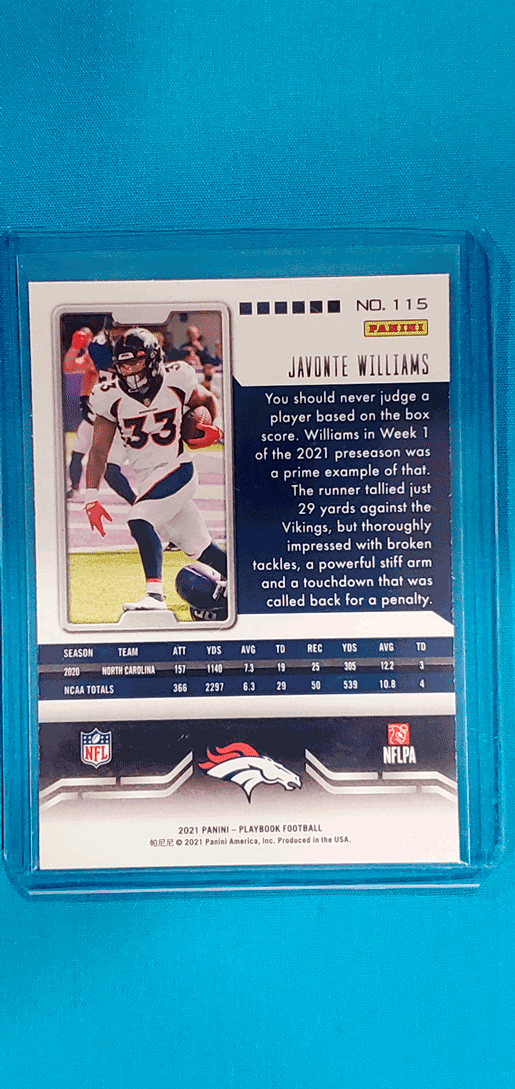 NO. 115
PANINI
JAVONTE WILLIAMS
33
33
You should never judge a
player based on the box
score. Williams in Week 1
of the 2021 preseason was
a prime example of that.
The runner tallied just
29 yards against the
Vikings, but thoroughly
impressed with broken
tackles, a powerful stiff arm
and a touchdown that was
called back for a penalty.
SEASON TEAM ATT YDS AVG TD REC YDS AVG TD
2020 NORTH CAROLINA 157 1140 7.3 19 25 305 12.2 3
NCAA TOTALS 366 2297 6.3 29 50 539 10.8 4
NFL
NFLPA
2021 PANINI – PLAYBOOK FOOTBALL
帕尼尼 © 2021 Panini America, Inc. Produced in the USA.